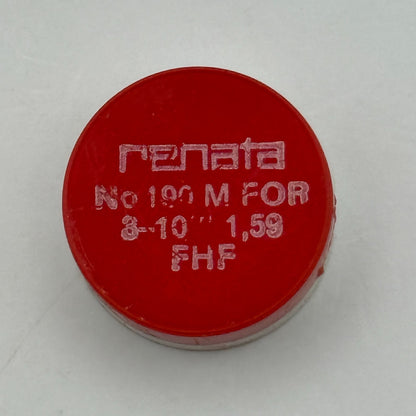 renata
No 190 M FOR
8-10''' 1,59
FHF